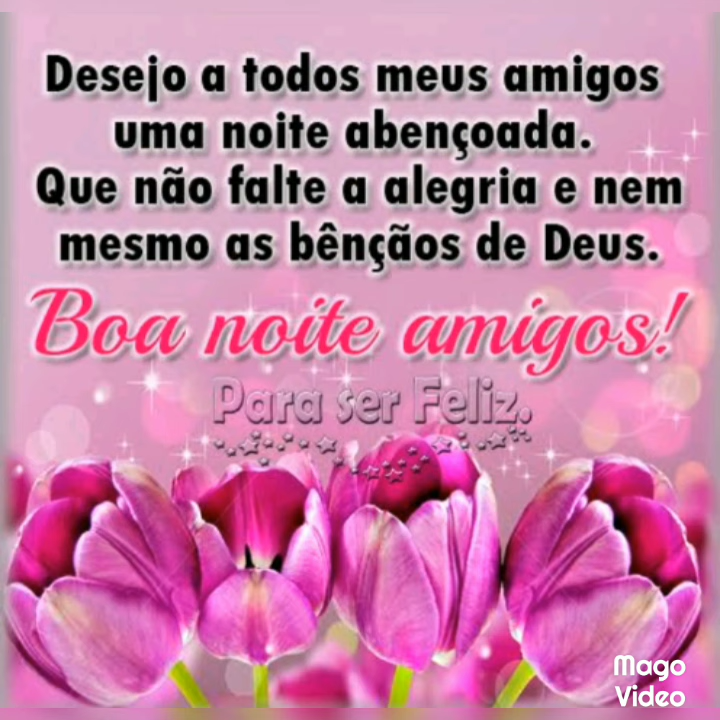 Desejo a todos meus amigos
uma noite abençoada.
Que não falte a alegria e nem
mesmo as bênçãos de Deus.
Boa noite amigos!
Para ser Feliz.
Mago
Video